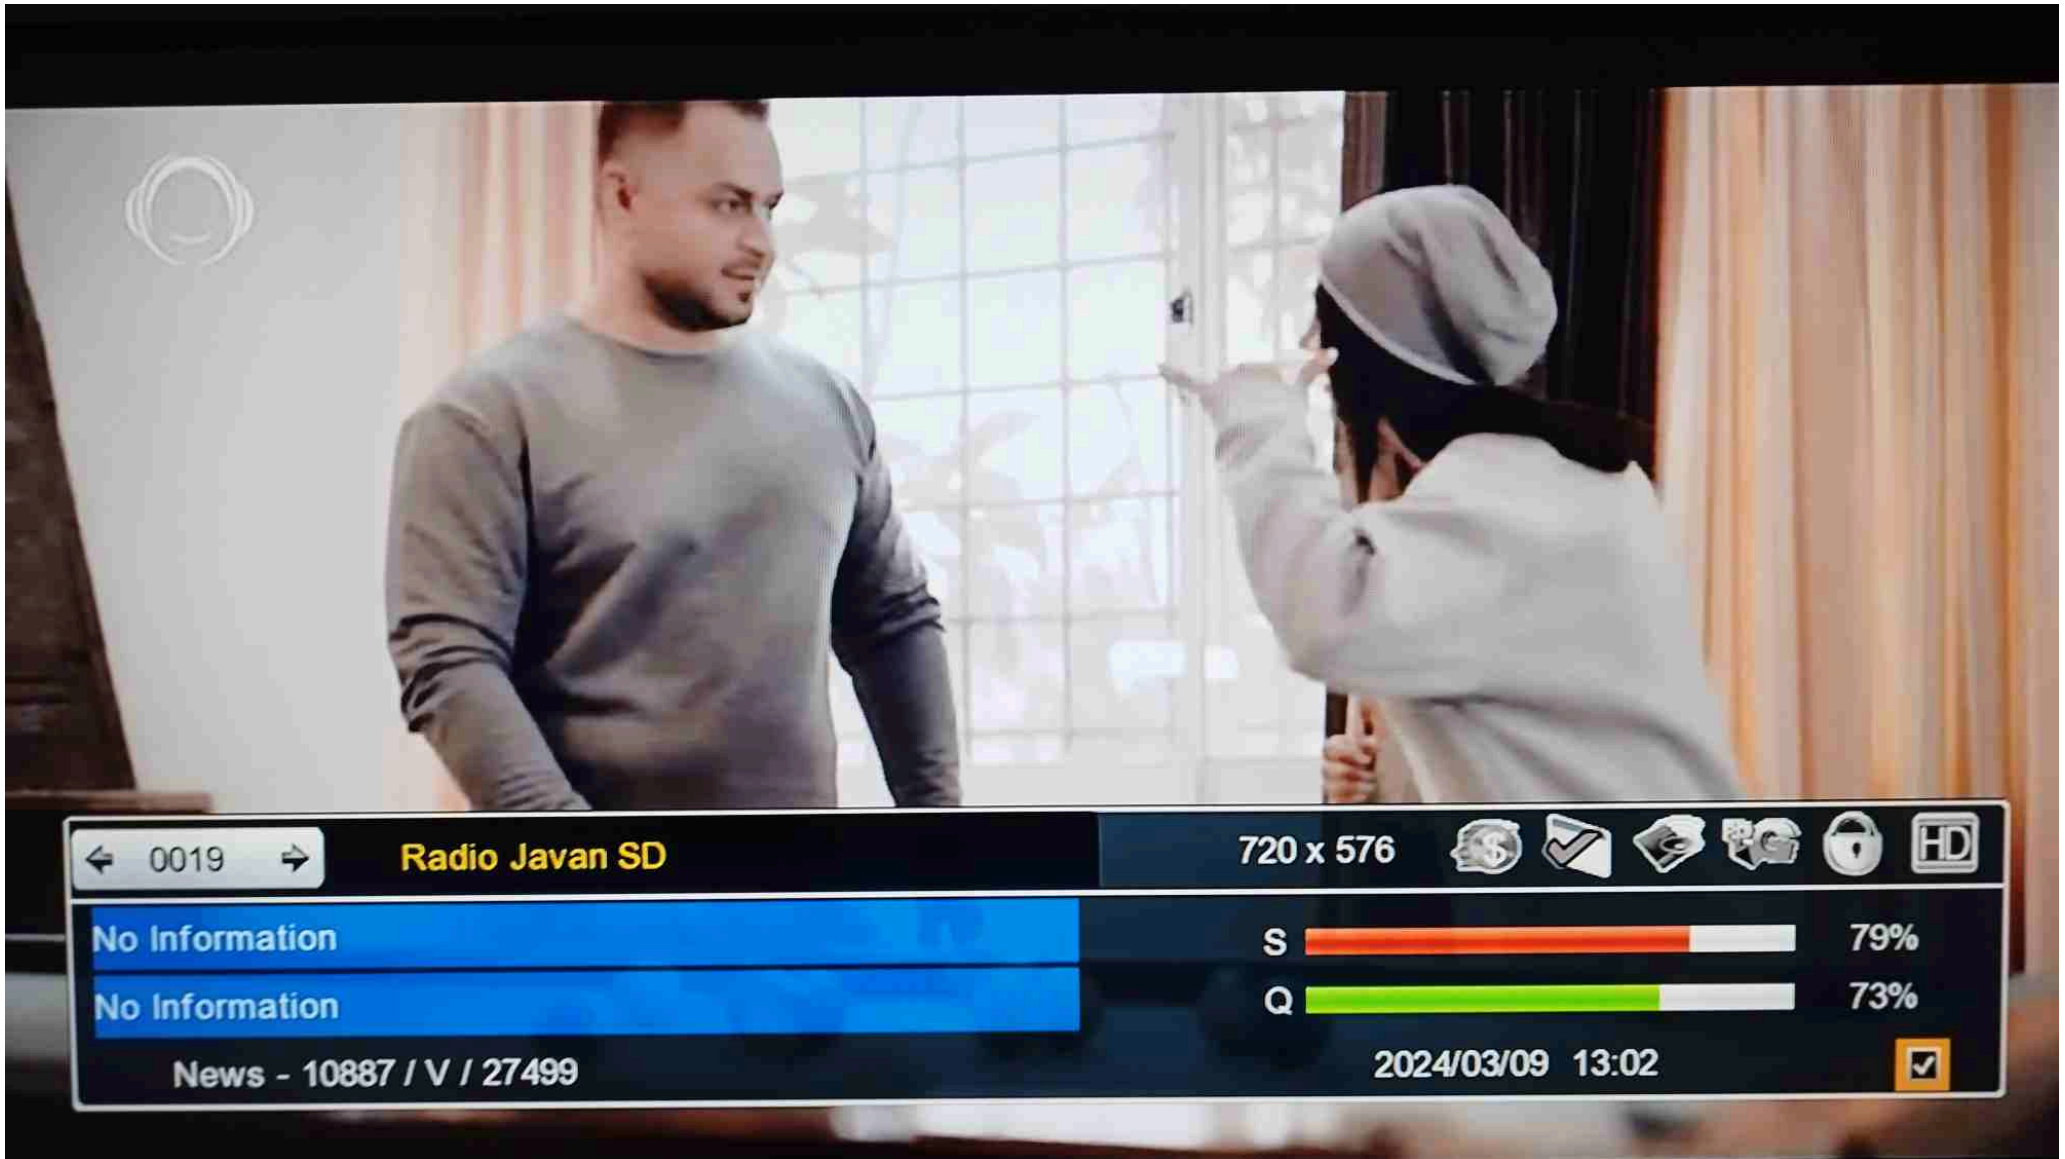 0019
Radio Javan SD
720 x 576
$
HD
No Information
S
79%
No Information
Q
73%
News - 10887 / V / 27499
2024/03/09 13:02